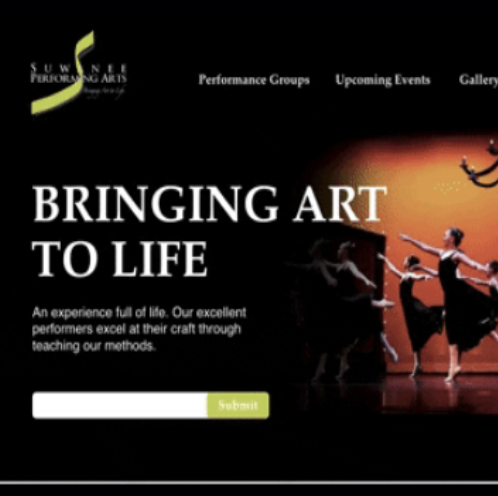 SUWANEE
PERFORMING ARTS
Bringing Art to Life
Performance Groups Upcoming Events Gallery
BRINGING ART
TO LIFE
An experience full of life. Our excellent
performers excel at their craft through
teaching our methods.
Submit